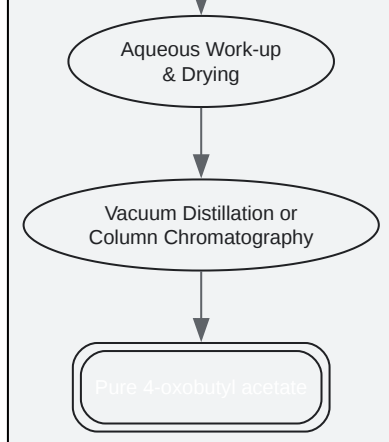 Aqueous Work-up
& Drying
Vacuum Distillation or
Column Chromatography
Pure 4-oxobutyl acetate